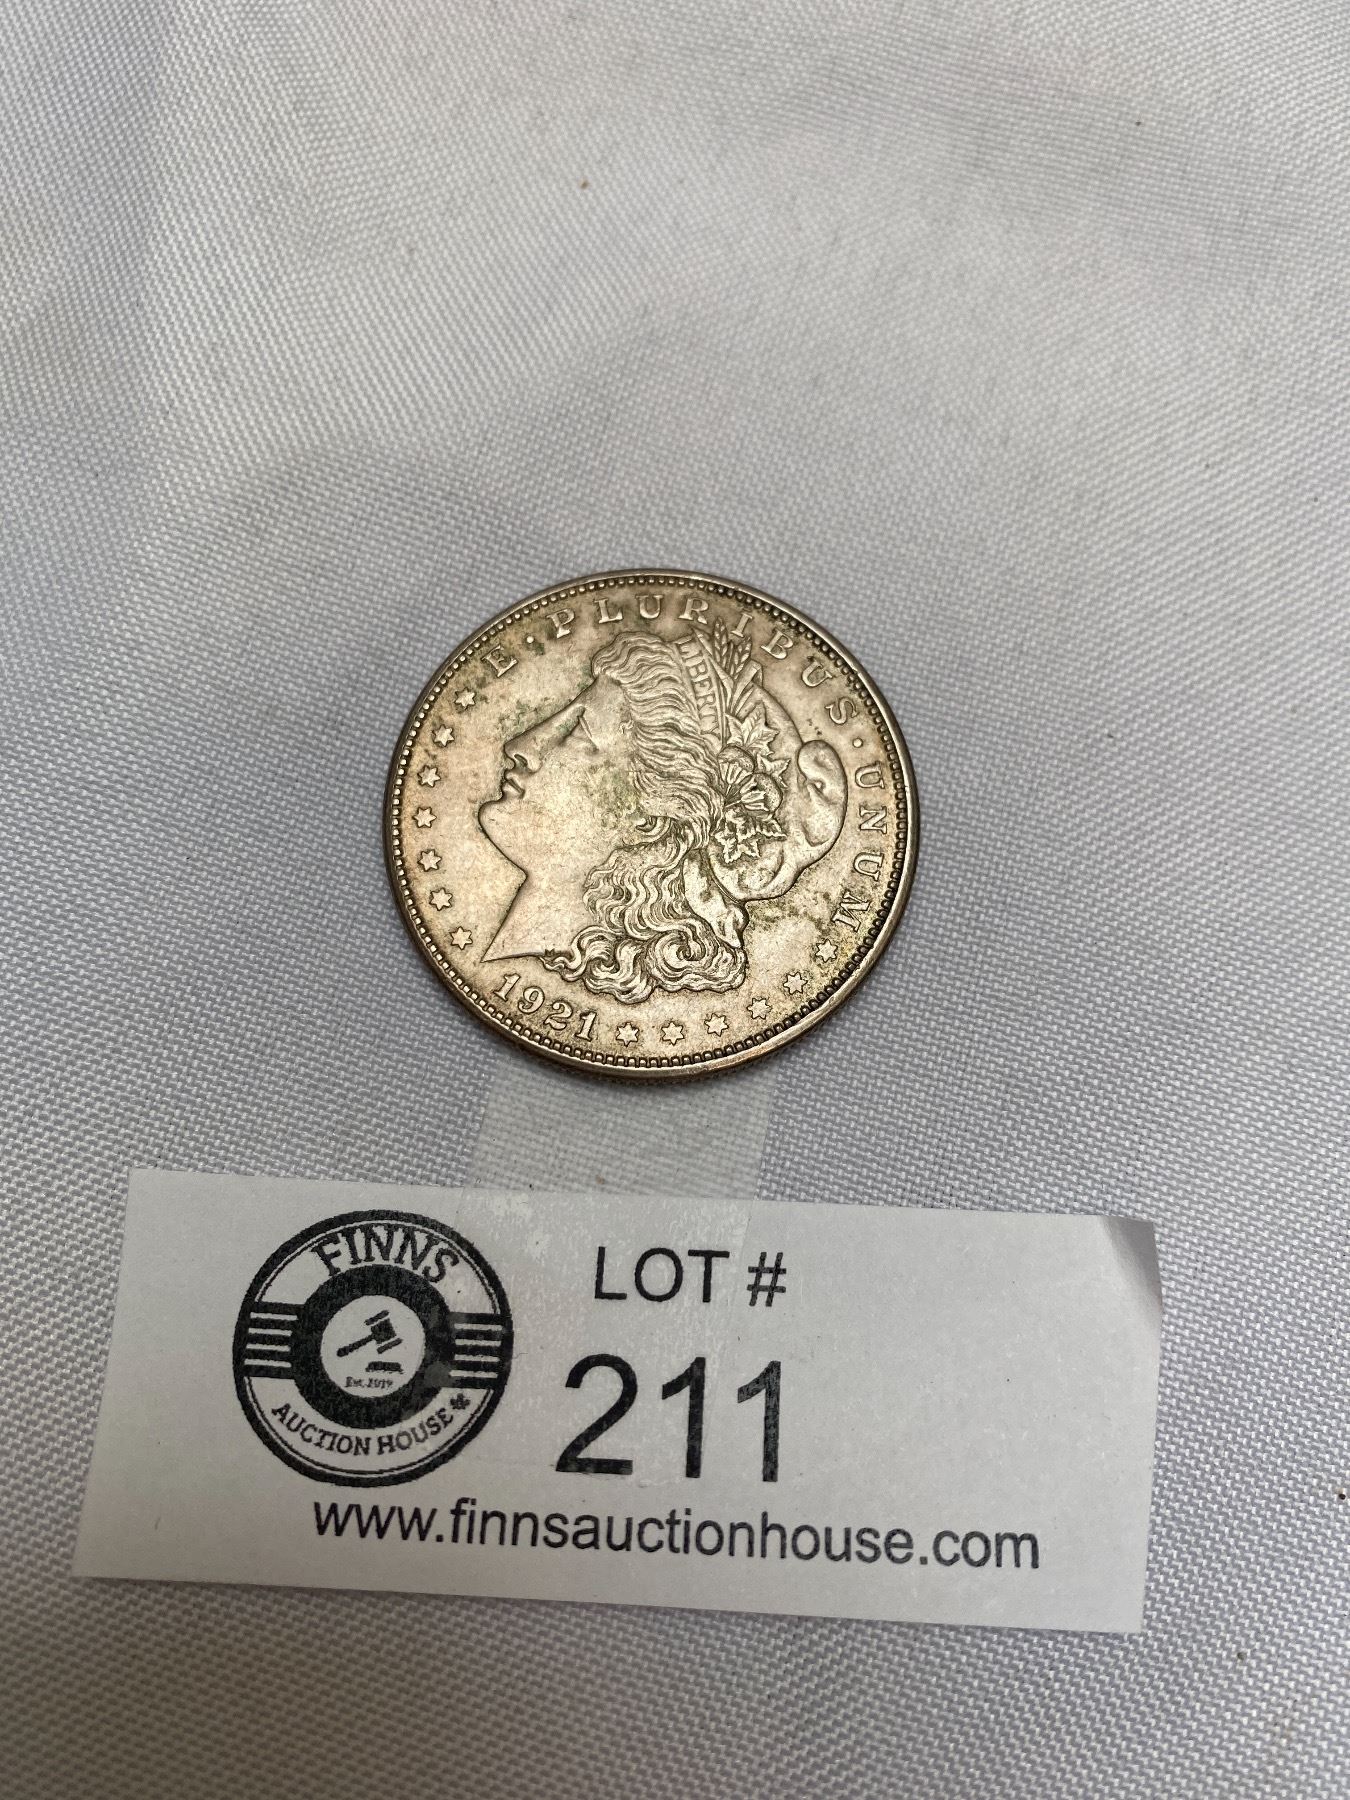 E · PLURIBUS · UNUM
LIBERTY
1921
FINNS
Est. 2019
AUCTION HOUSE
LOT #
211
www.finnsauctionhouse.com